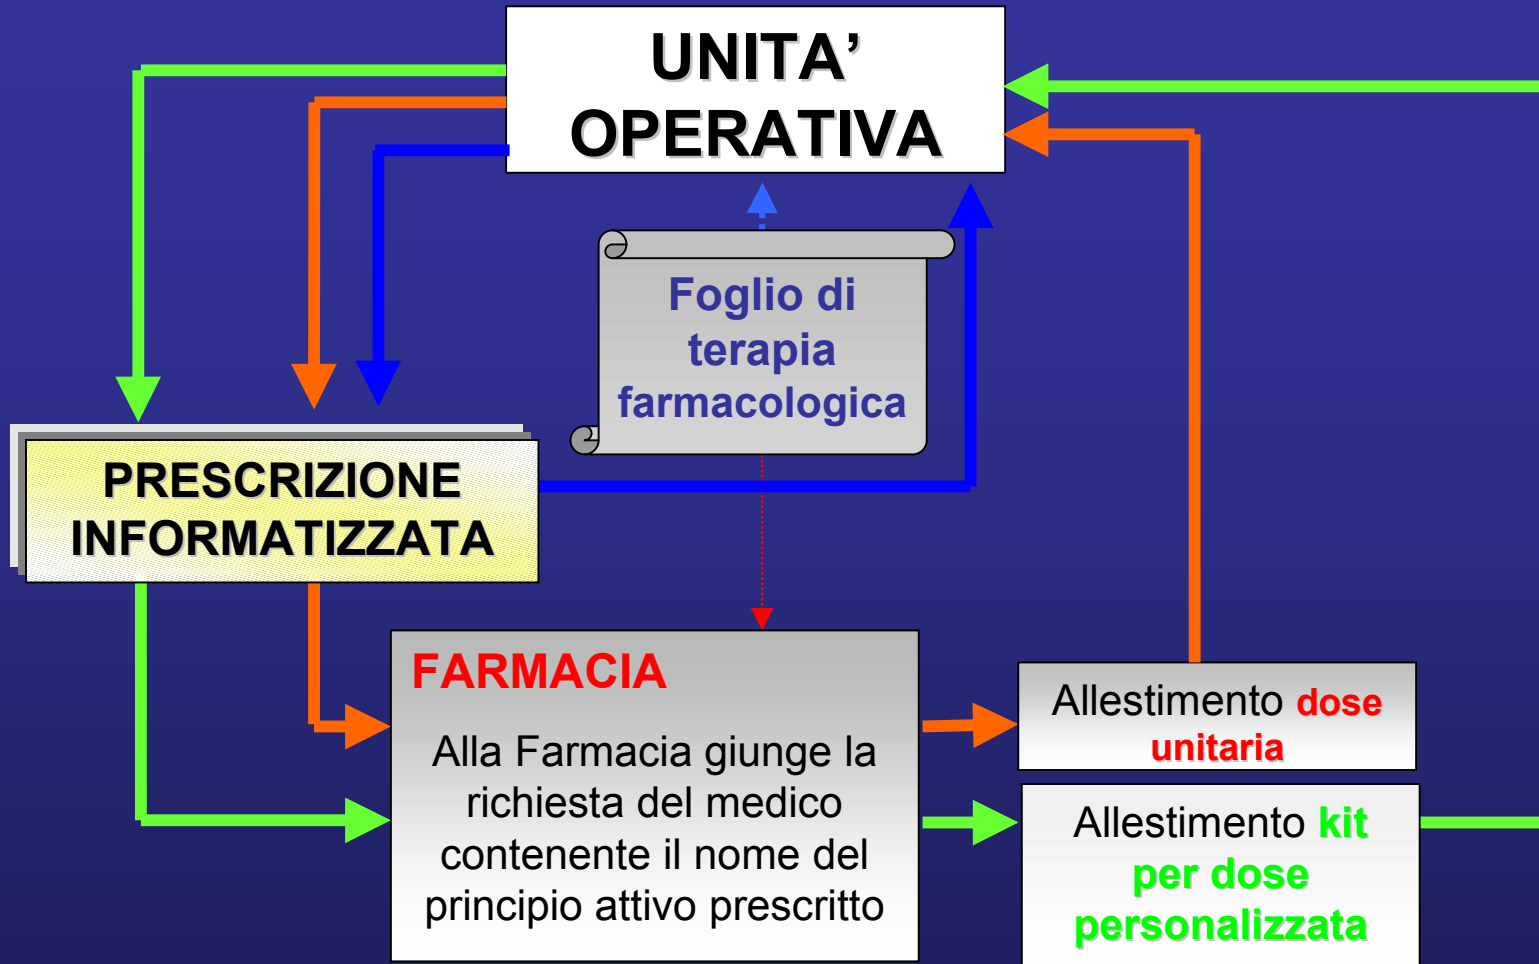 UNITA’
OPERATIVA
Foglio di
terapia
farmacologica
PRESCRIZIONE
INFORMATIZZATA
FARMACIA
Alla Farmacia giunge la
richiesta del medico
contenente il nome del
principio attivo prescritto
Allestimento dose
unitaria
Allestimento kit
per dose
personalizzata